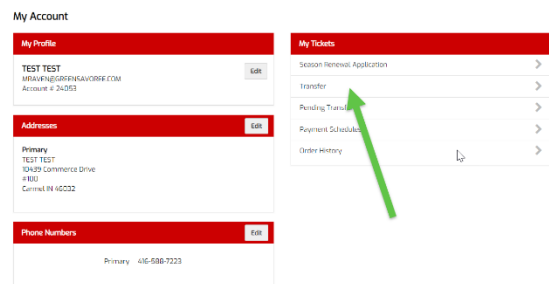 My Account
My Profile
TEST TEST
Edit
MRAVEN@GREENSAVOREE.COM
Account # 24053
Addresses
Edit
Primary
TEST TEST
10439 Commerce Drive
#100
Carmel IN 46032
Phone Numbers
Edit
Primary 416-588-7223
My Tickets
Season Renewal Application
Transfer
Pending Transfer
Payment Schedules
Order History